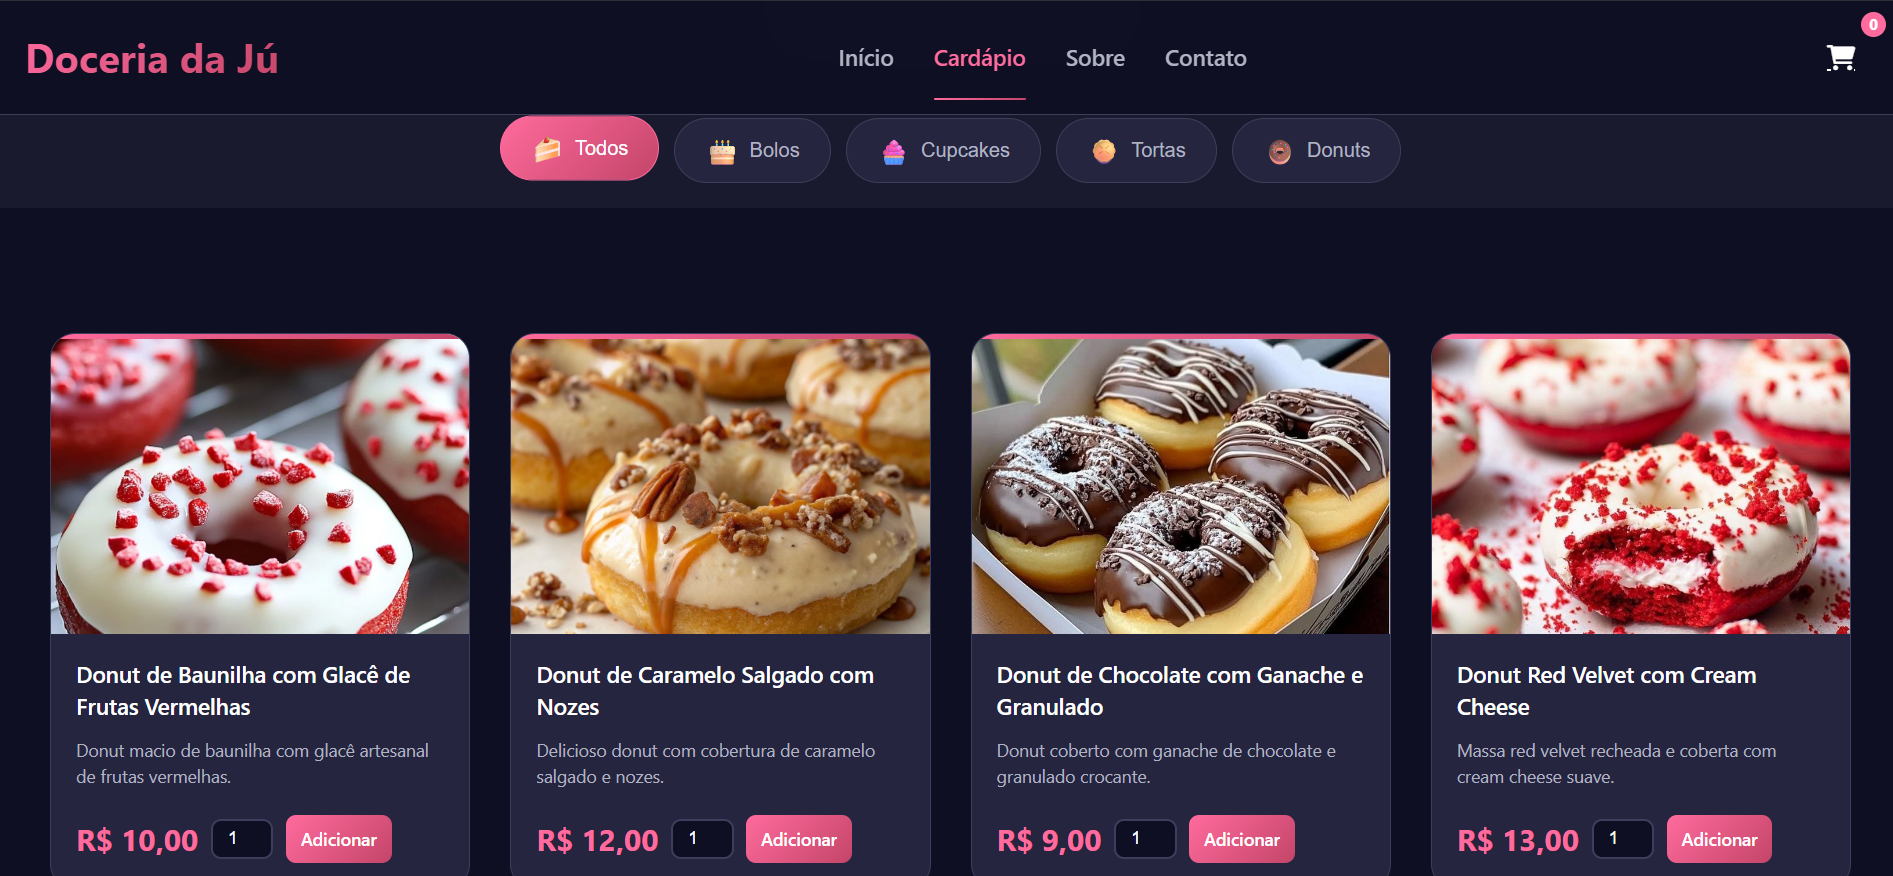 Doceria da Jú
Início Cardápio Sobre Contato
0
Todos Bolos Cupcakes Tortas Donuts
Donut de Baunilha com Glacê de
Frutas Vermelhas
Donut macio de baunilha com glacê artesanal
de frutas vermelhas.
R$ 10,00 1 Adicionar
Donut de Caramelo Salgado com
Nozes
Delicioso donut com cobertura de caramelo
salgado e nozes.
R$ 12,00 1 Adicionar
Donut de Chocolate com Ganache e
Granulado
Donut coberto com ganache de chocolate e
granulado crocante.
R$ 9,00 1 Adicionar
Donut Red Velvet com Cream
Cheese
Massa red velvet recheada e coberta com
cream cheese suave.
R$ 13,00 1 Adicionar